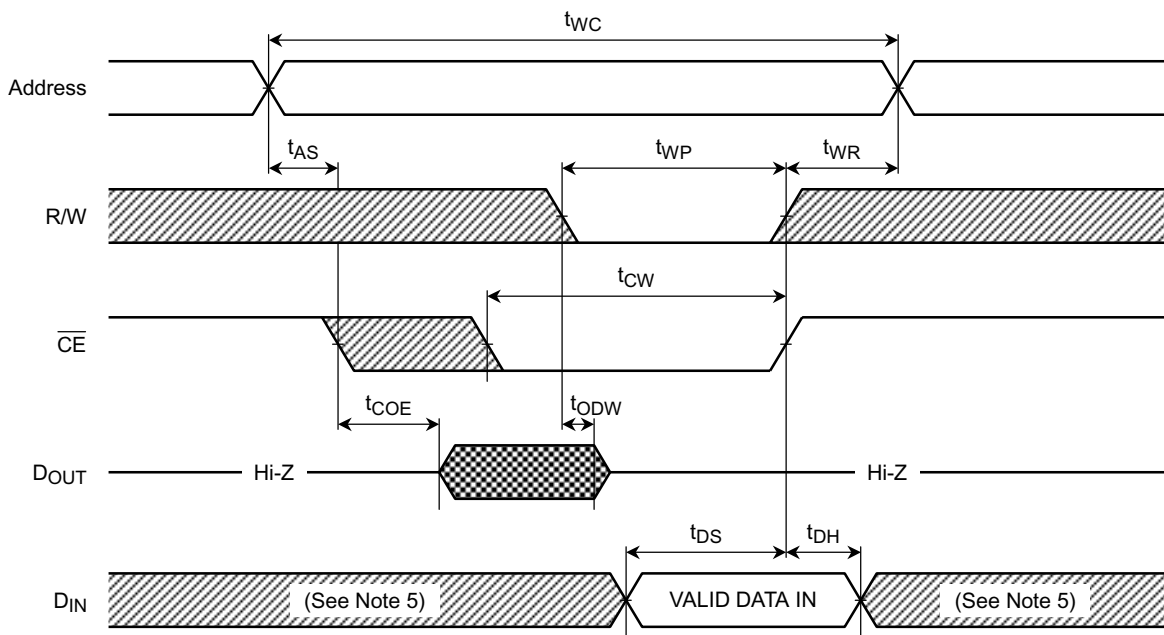 tWC
Address
tAS
tWP
tWR
R/W
tCW
CE
tCOE
tODW
DOUT
Hi-Z
Hi-Z
tDS
tDH
DIN
(See Note 5)
VALID DATA IN
(See Note 5)